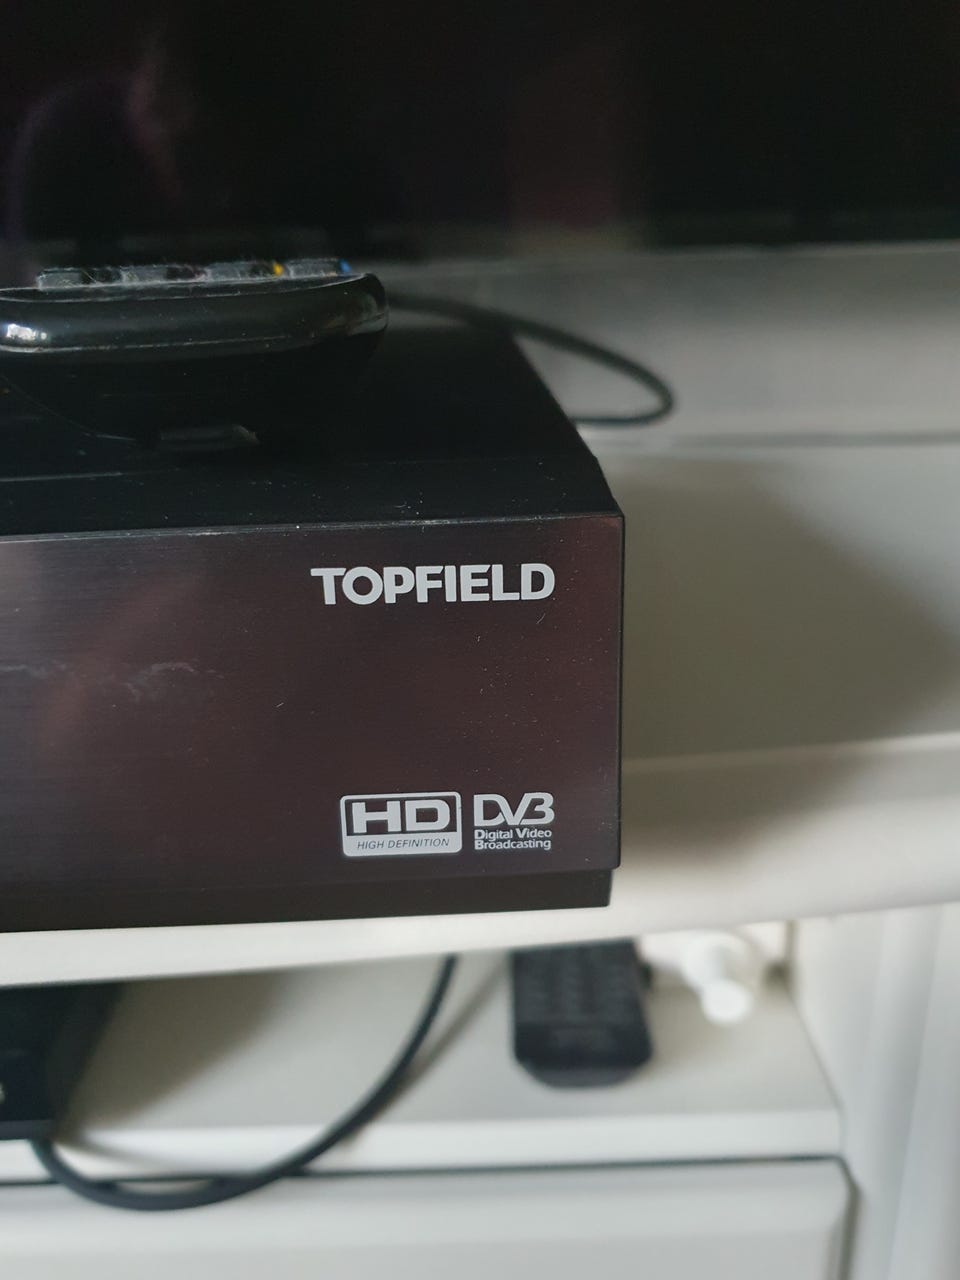 TOPFIELD
HD
HIGH DEFINITION
DVB
Digital Video
Broadcasting